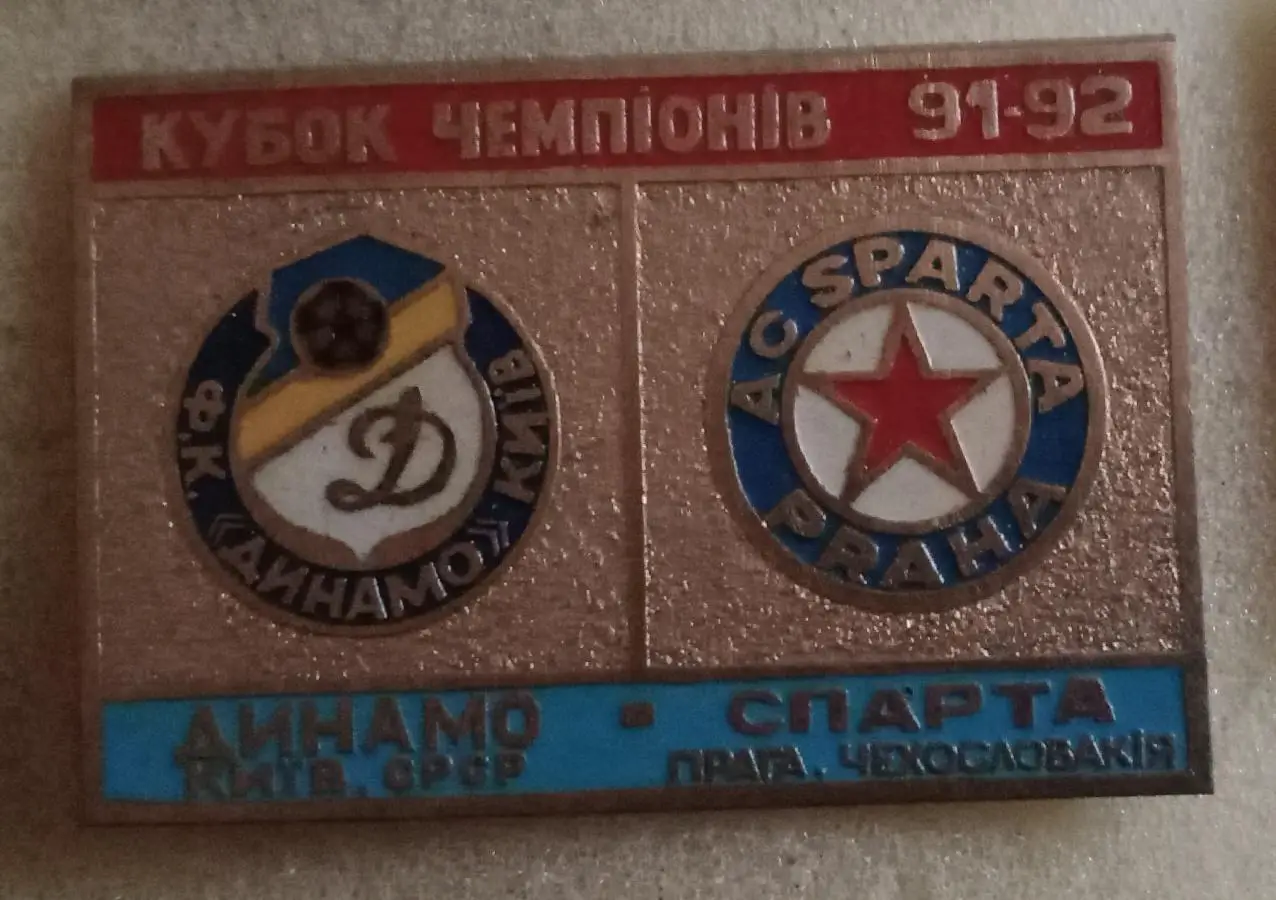 КУБОК ЧЕМПІОНІВ 91-92
Ф.К. «ДИНАМО» КИЇВ
Д
AC SPARTA PRAHA
ДИНАМО - СПАРТА
КИЇВ. СРСР ПРАГА. ЧЕХОСЛОВАКІЯ